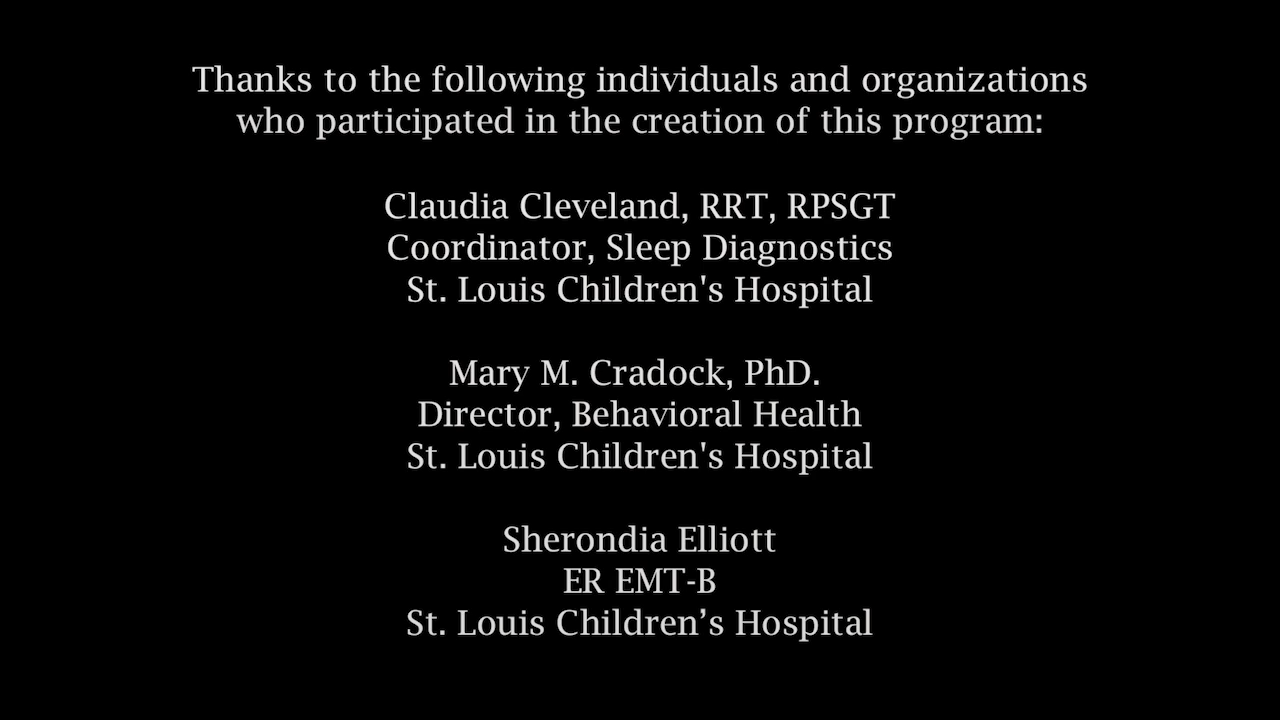 Thanks to the following individuals and organizations
who participated in the creation of this program:
Claudia Cleveland, RRT, RPSGT
Coordinator, Sleep Diagnostics
St. Louis Children's Hospital
Mary M. Cradock, PhD.
Director, Behavioral Health
St. Louis Children's Hospital
Sherondia Elliott
ER EMT-B
St. Louis Children’s Hospital